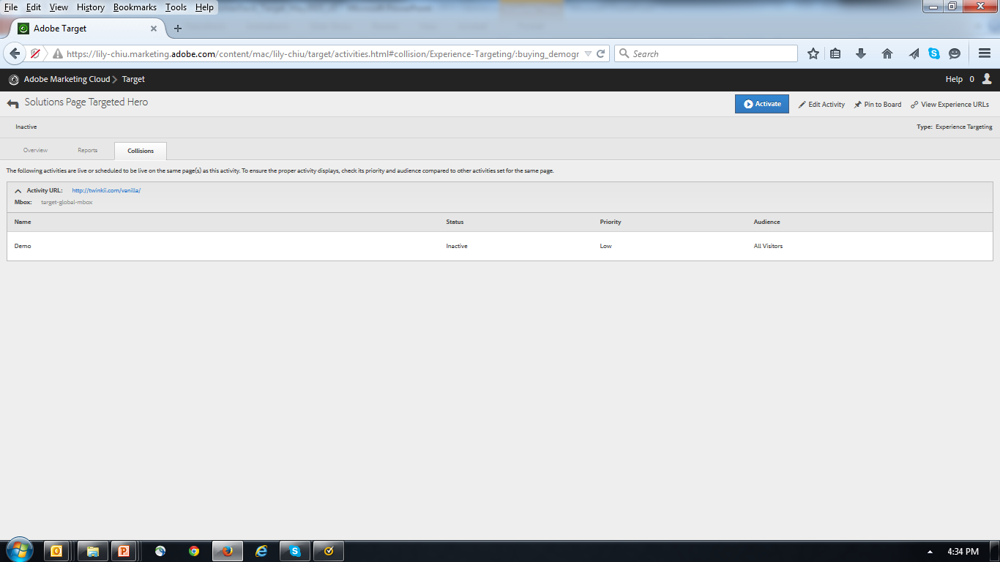 File Edit View History Bookmarks Tools Help
Adobe Target
https://lily-chiu.marketing.adobe.com/content/mac/lily-chiu/target/activities.html#collision/Experience-Targeting/:buying_demogr
Search
Adobe Marketing Cloud Target Help 0
Solutions Page Targeted Hero Activate Edit Activity Pin to Board View Experience URLs
Inactive Type: Experience Targeting
Overview Reports Collisions
The following activities are live or scheduled to be live on the same page(s) as this activity. To ensure the proper activity displays, check its priority and audience compared to other activities set for the same page.
Activity URL: http://twinkii.com/vanilla/
Mbox: target-global-mbox
Name Status Priority Audience
Demo Inactive Low All Visitors
4:34 PM